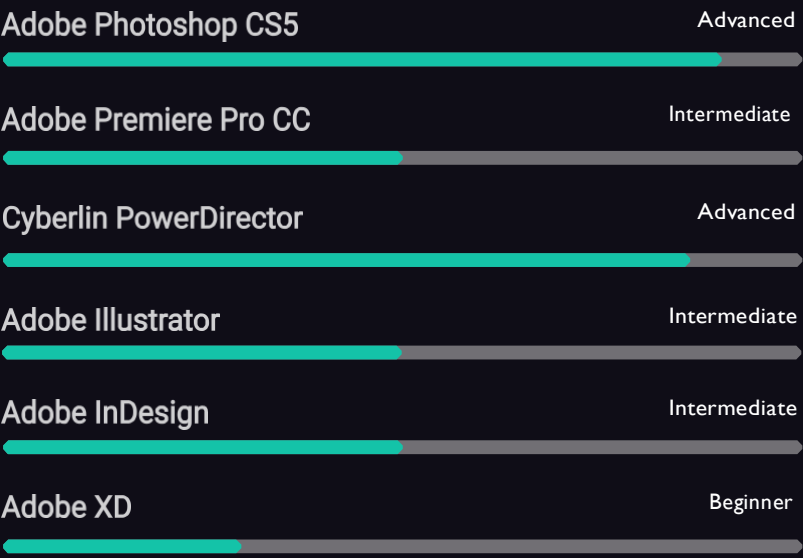 Adobe Photoshop CS5 Advanced
Adobe Premiere Pro CC Intermediate
Cyberlin PowerDirector Advanced
Adobe Illustrator Intermediate
Adobe InDesign Intermediate
Adobe XD Beginner